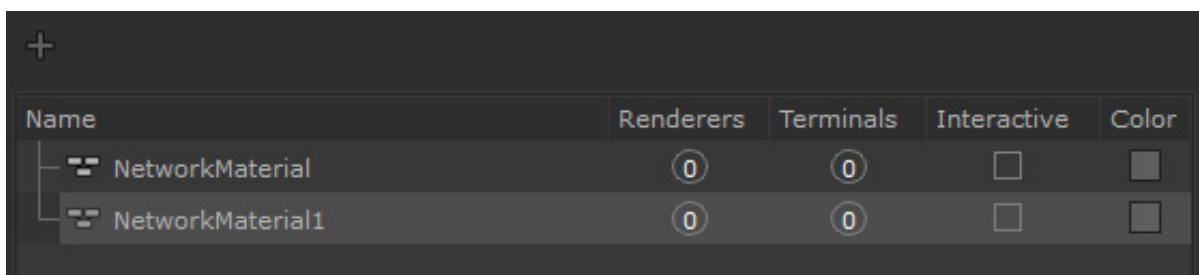 Name Renderers Terminals Interactive Color
NetworkMaterial 0 0
NetworkMaterial1 0 0